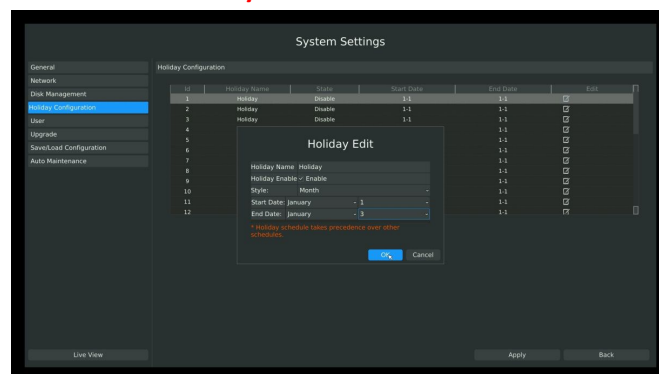 System Settings
General
Network
Disk Management
Holiday Configuration
User
Upgrade
Save/Load Configuration
Auto Maintenance
Live View
Holiday Configuration
Id Holiday Name State Start Date End Date Edit
1 Holiday Disable 1-1 1-1
2 Holiday Disable 1-1 1-1
3 Holiday Disable 1-1 1-1
4 1-1
5 1-1
6 1-1
7 1-1
8 1-1
9 1-1
10 1-1
11 1-1
12 1-1
Holiday Edit
Holiday Name Holiday
Holiday Enable Enable
Style: Month
Start Date: January 1
End Date: January 3
* Holiday schedule takes precedence over other
schedules.
OK Cancel
Apply Back